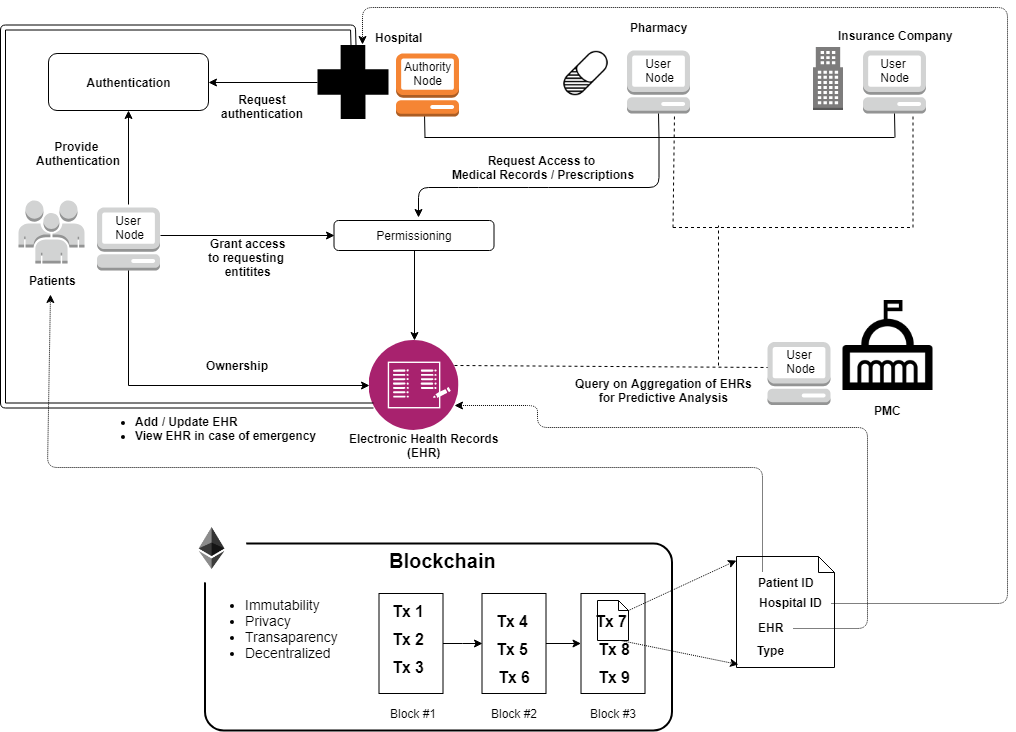 Hospital
Pharmacy
Insurance Company
Authentication
Authority
Node
User
Node
User
Node
Request
authentication
Provide
Authentication
Request Access to
Medical Records / Prescriptions
User
Node
Permissioning
Grant access
to requesting
entitites
Patients
Ownership
User
Node
Query on Aggregation of EHRs
for Predictive Analysis
PMC
• Add / Update EHR
• View EHR in case of emergency
Electronic Health Records
(EHR)
Blockchain
• Immutability
• Privacy
• Transaparency
• Decentralized
Tx 1
Tx 2
Tx 3
Block #1
Tx 4
Tx 5
Tx 6
Block #2
Tx 7
Tx 8
Tx 9
Block #3
Patient ID
Hospital ID
EHR
Type